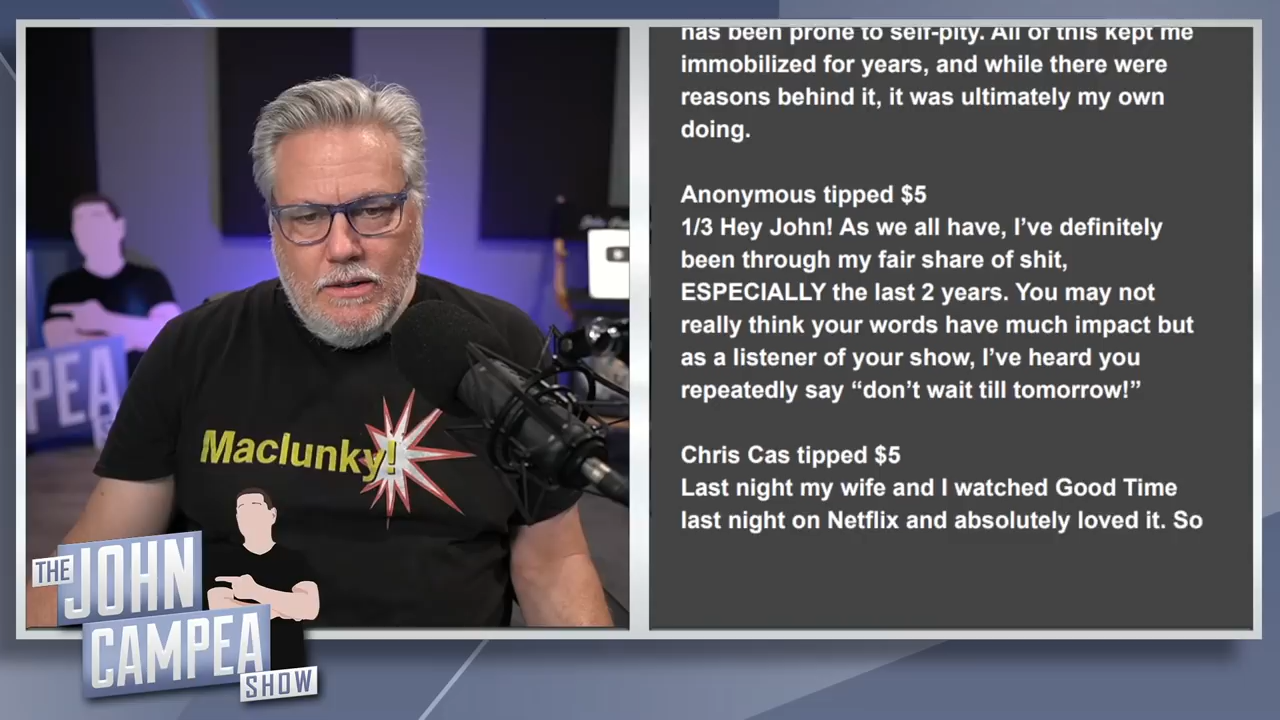 has been prone to self-pity. All of this kept me
immobilized for years, and while there were
reasons behind it, it was ultimately my own
doing.
Anonymous tipped $5
1/3 Hey John! As we all have, I’ve definitely
been through my fair share of shit,
ESPECIALLY the last 2 years. You may not
really think your words have much impact but
as a listener of your show, I’ve heard you
repeatedly say “don’t wait till tomorrow!”
Chris Cas tipped $5
Last night my wife and I watched Good Time
last night on Netflix and absolutely loved it. So
PEA
Maclunky!
THE
JOHN
CAMPEA
SHOW